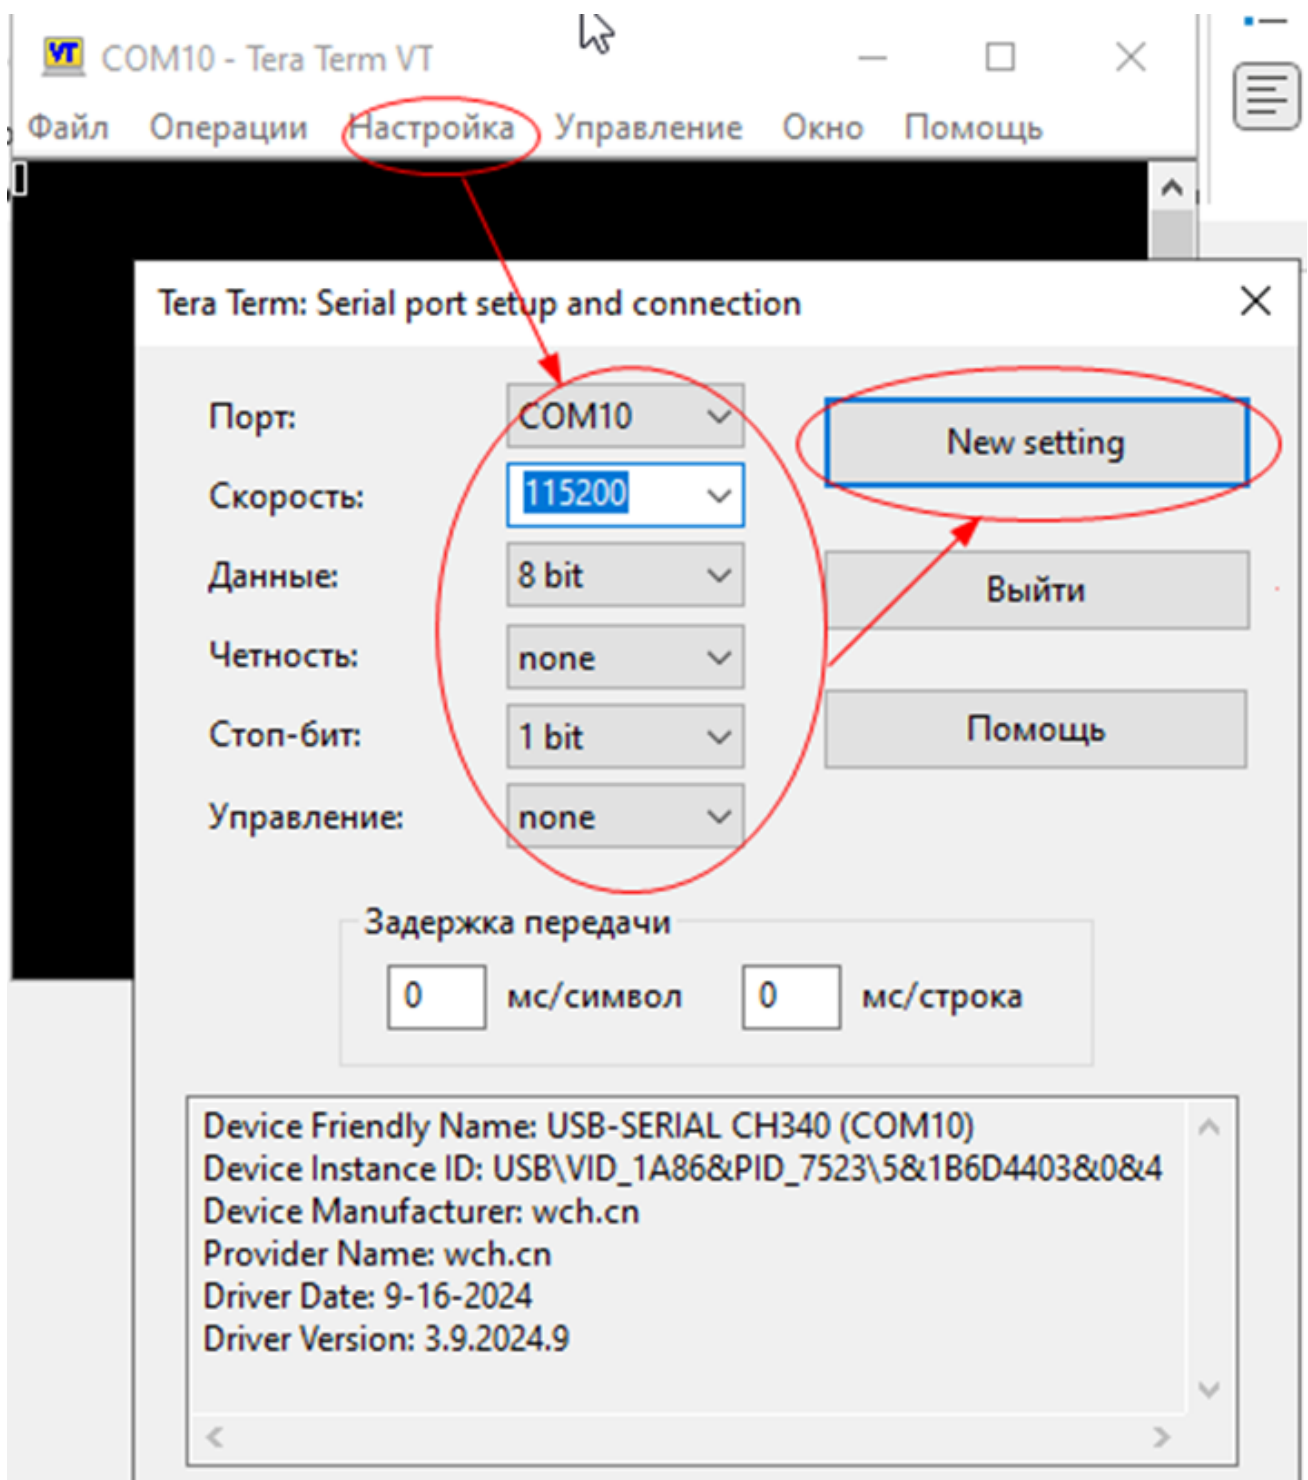 COM10 - Tera Term VT
Файл Операции Настройка Управление Окно Помощь
Tera Term: Serial port setup and connection
Порт: COM10
New setting
Скорость: 115200
Данные: 8 bit
Выйти
Четность: none
Стоп-бит: 1 bit
Помощь
Управление: none
Задержка передачи
0 мс/символ 0 мс/строка
Device Friendly Name: USB-SERIAL CH340 (COM10)
Device Instance ID: USB\VID_1A86&PID_7523\5&1B6D4403&0&4
Device Manufacturer: wch.cn
Provider Name: wch.cn
Driver Date: 9-16-2024
Driver Version: 3.9.2024.9